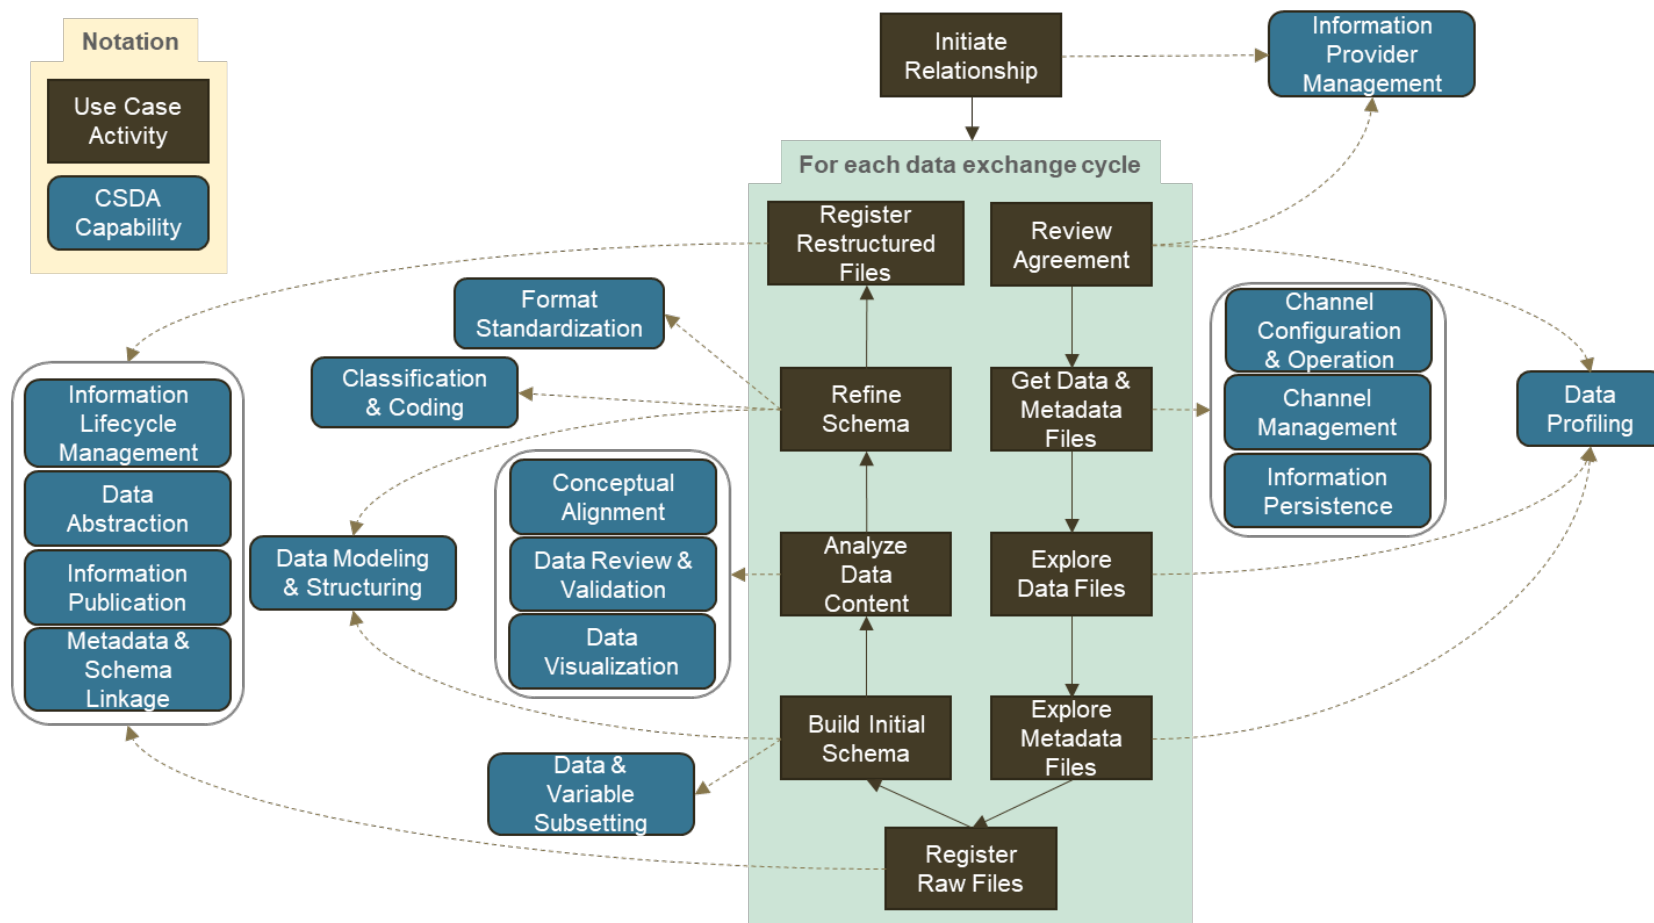 Notation
Use Case
Activity
CSDA
Capability
Initiate
Relationship
Information
Provider
Management
For each data exchange cycle
Register
Restructured
Files
Review
Agreement
Format
Standardization
Channel
Configuration
& Operation
Classification
& Coding
Refine
Schema
Get Data &
Metadata
Files
Channel
Management
Data
Profiling
Information
Persistence
Information
Lifecycle
Management
Data
Abstraction
Information
Publication
Metadata &
Schema
Linkage
Data Modeling
& Structuring
Conceptual
Alignment
Data Review &
Validation
Data
Visualization
Analyze
Data
Content
Explore
Data Files
Build Initial
Schema
Explore
Metadata
Files
Data &
Variable
Subsetting
Register
Raw Files